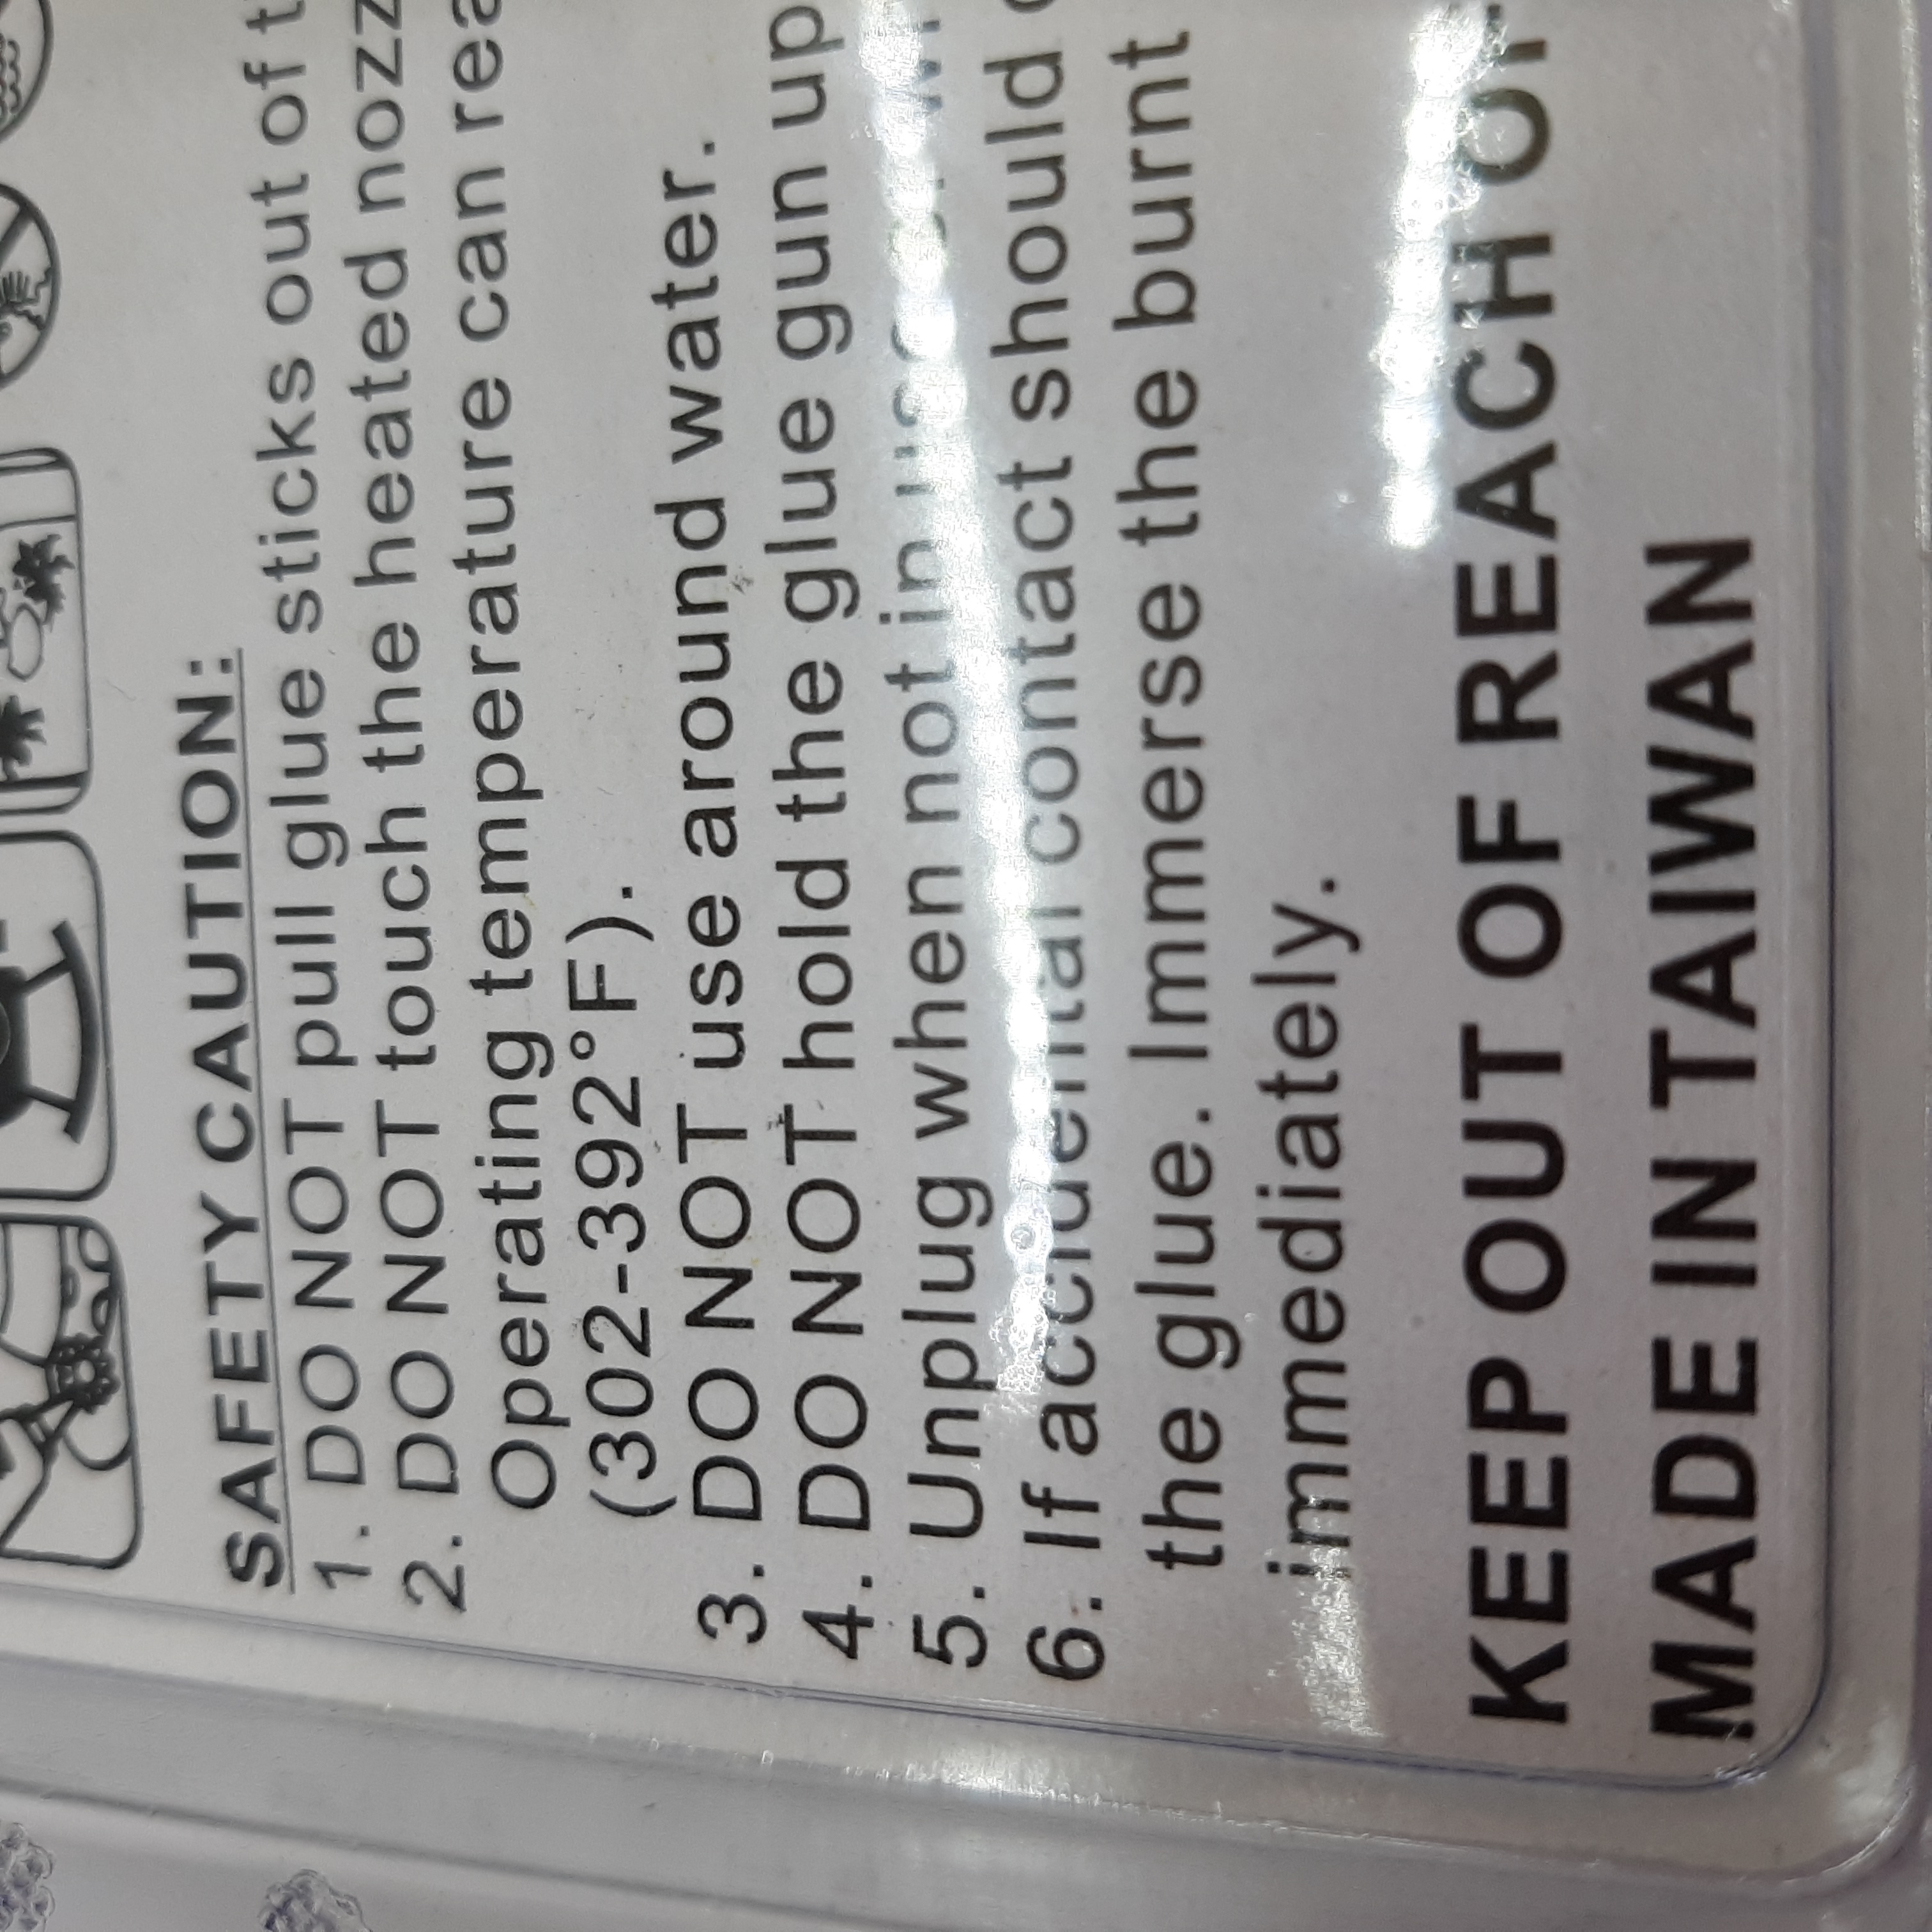 SAFETY CAUTION:
1. DO NOT pull glue sticks out of
2. DO NOT touch the heated
Operating temperature can
(302-392°F).
3. DO NOT use around water.
4. DO NOT hold the glue gun up
5. Unplug when not in use
6. If accidental contact should
the glue. Immerse the burnt
immediately.
KEEP OUT OF REACH
MADE IN TAIWAN